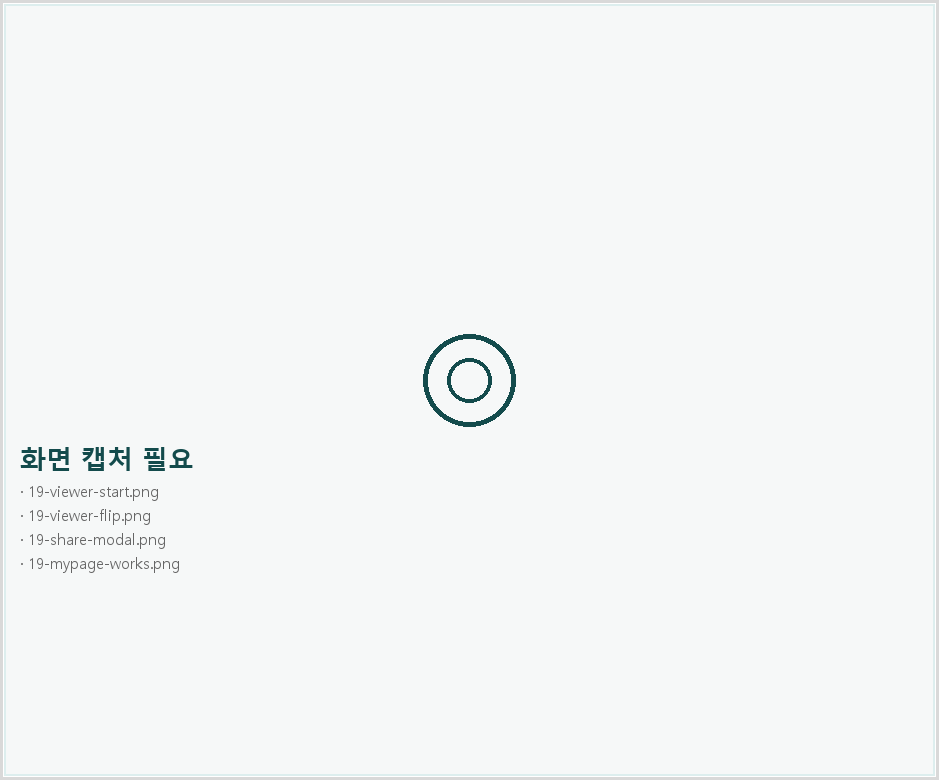 화면 캡처 필요
· 19-viewer-start.png
· 19-viewer-flip.png
· 19-share-modal.png
· 19-mypage-works.png